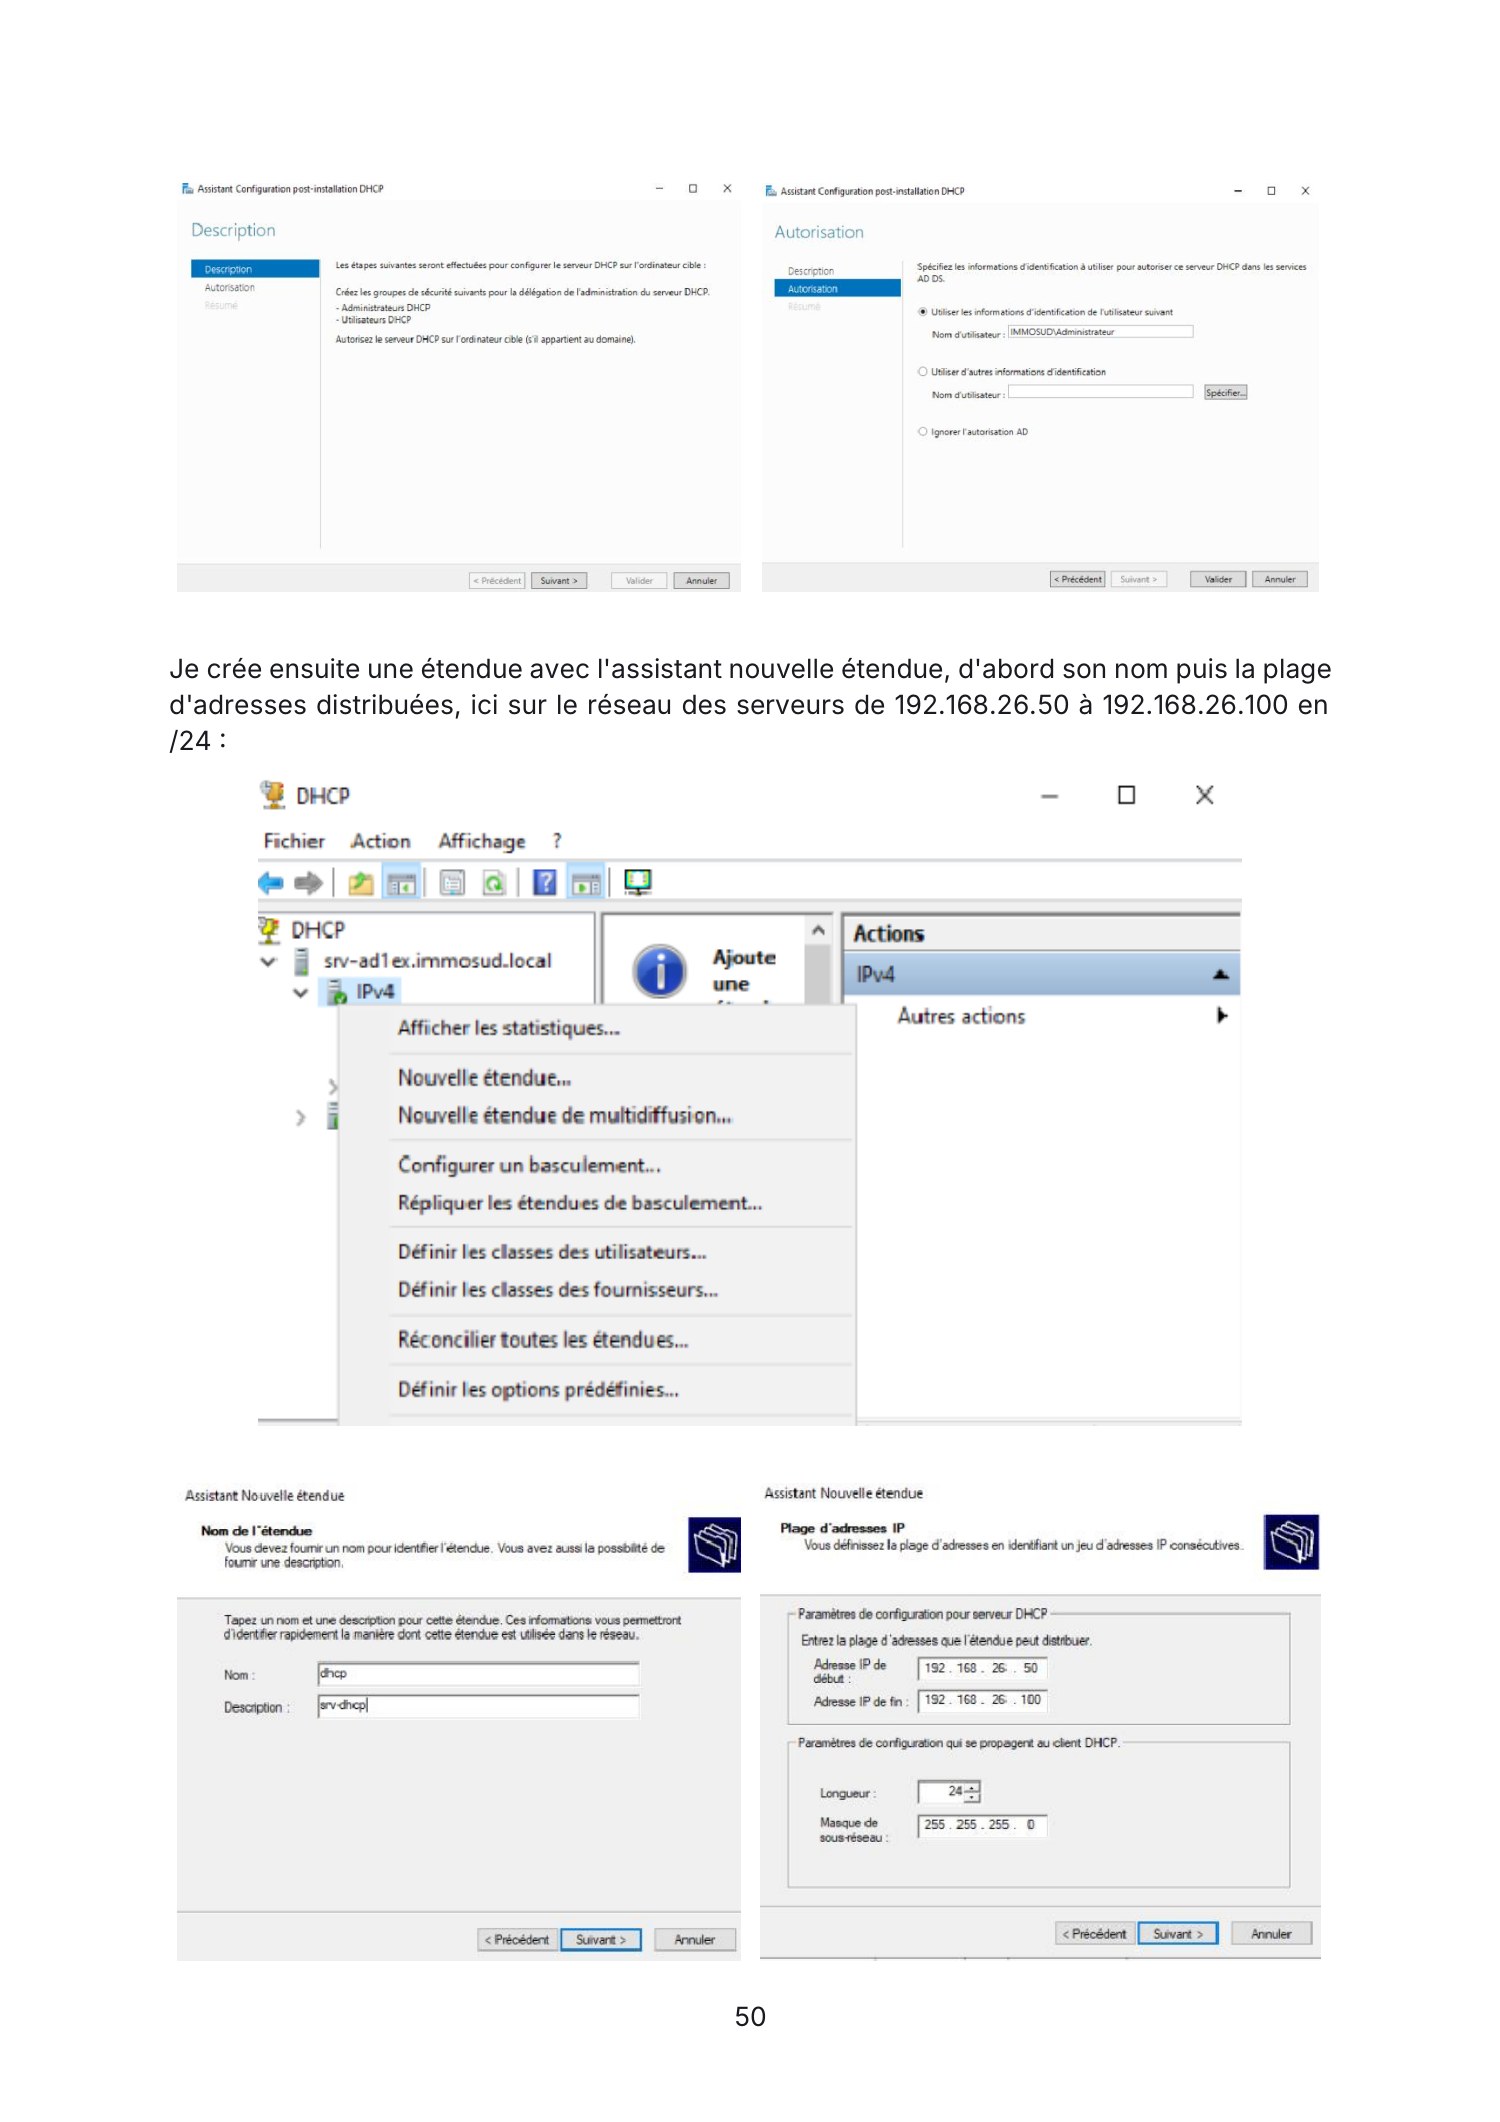 Assistant Configuration post-installation DHCP
Description
Description
Autorisation
Résumé
Les étapes suivantes seront effectuées pour configurer le serveur DHCP sur l'ordinateur cible :
Créez les groupes de sécurité suivants pour la délégation de l'administration du serveur DHCP.
- Administrateurs DHCP
- Utilisateurs DHCP
Autorisez le serveur DHCP sur l'ordinateur cible (s'il appartient au domaine).
< Précédent Suivant > Valider Annuler
Assistant Configuration post-installation DHCP
Autorisation
Description
Autorisation
Résumé
Spécifiez les informations d'identification à utiliser pour autoriser ce serveur DHCP dans les services
AD DS.
Utiliser les informations d'identification de l'utilisateur suivant
Nom d'utilisateur : IMMOSUD\Administrateur
Utiliser d'autres informations d'identification
Nom d'utilisateur : Spécifier...
Ignorer l'autorisation AD
< Précédent Suivant > Valider Annuler
Je crée ensuite une étendue avec l'assistant nouvelle étendue, d'abord son nom puis la plage
d'adresses distribuées, ici sur le réseau des serveurs de 192.168.26.50 à 192.168.26.100 en
/24 :
DHCP
Fichier Action Affichage ?
DHCP
srv-ad1ex.immosud.local
IPv4
Ajoute
une
Actions
IPv4
Autres actions
Afficher les statistiques...
Nouvelle étendue...
Nouvelle étendue de multidiffusion...
Configurer un basculement...
Répliquer les étendues de basculement...
Définir les classes des utilisateurs...
Définir les classes des fournisseurs...
Réconcilier toutes les étendues...
Définir les options prédéfinies...
Assistant Nouvelle étendue
Nom de l'étendue
Vous devez fournir un nom pour identifier l'étendue. Vous avez aussi la possibilité de
fournir une description.
Tapez un nom et une description pour cette étendue. Ces informations vous permettront
d'identifier rapidement la manière dont cette étendue est utilisée dans le réseau.
Nom : dhcp
Description : srv-dhcp
< Précédent Suivant > Annuler
Assistant Nouvelle étendue
Plage d'adresses IP
Vous définissez la plage d'adresses en identifiant un jeu d'adresses IP consécutives.
Paramètres de configuration pour serveur DHCP
Entrez la plage d'adresses que l'étendue peut distribuer.
Adresse IP de
début : 192 . 168 . 26 . 50
Adresse IP de fin : 192 . 168 . 26 . 100
Paramètres de configuration qui se propagent au client DHCP.
Longueur : 24
Masque de
sous-réseau : 255 . 255 . 255 . 0
< Précédent Suivant > Annuler
50